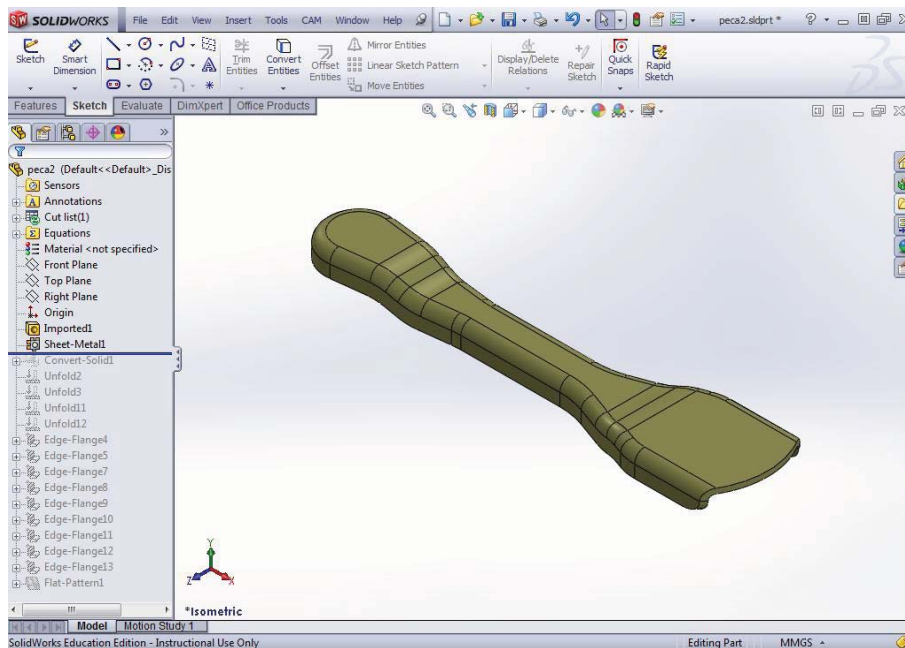 SOLIDWORKS File Edit View Insert Tools CAM Window Help peca2.sldprt *
Sketch Smart Dimension Trim Entities Convert Entities Offset Entities Mirror Entities Linear Sketch Pattern Move Entities Display/Delete Relations Repair Sketch Quick Snaps Rapid Sketch
Features Sketch Evaluate DimXpert Office Products
peca2 (Default<<Default>_Dis
Sensors
Annotations
Cut list(1)
Equations
Material <not specified>
Front Plane
Top Plane
Right Plane
Origin
Imported1
Sheet-Metal1
Convert-Solid1
Unfold2
Unfold3
Unfold11
Unfold12
Edge-Flange4
Edge-Flange5
Edge-Flange7
Edge-Flange8
Edge-Flange9
Edge-Flange10
Edge-Flange11
Edge-Flange12
Edge-Flange13
Flat-Pattern1
Y
Z X
*Isometric
Model Motion Study 1
SolidWorks Education Edition - Instructional Use Only Editing Part MMGS